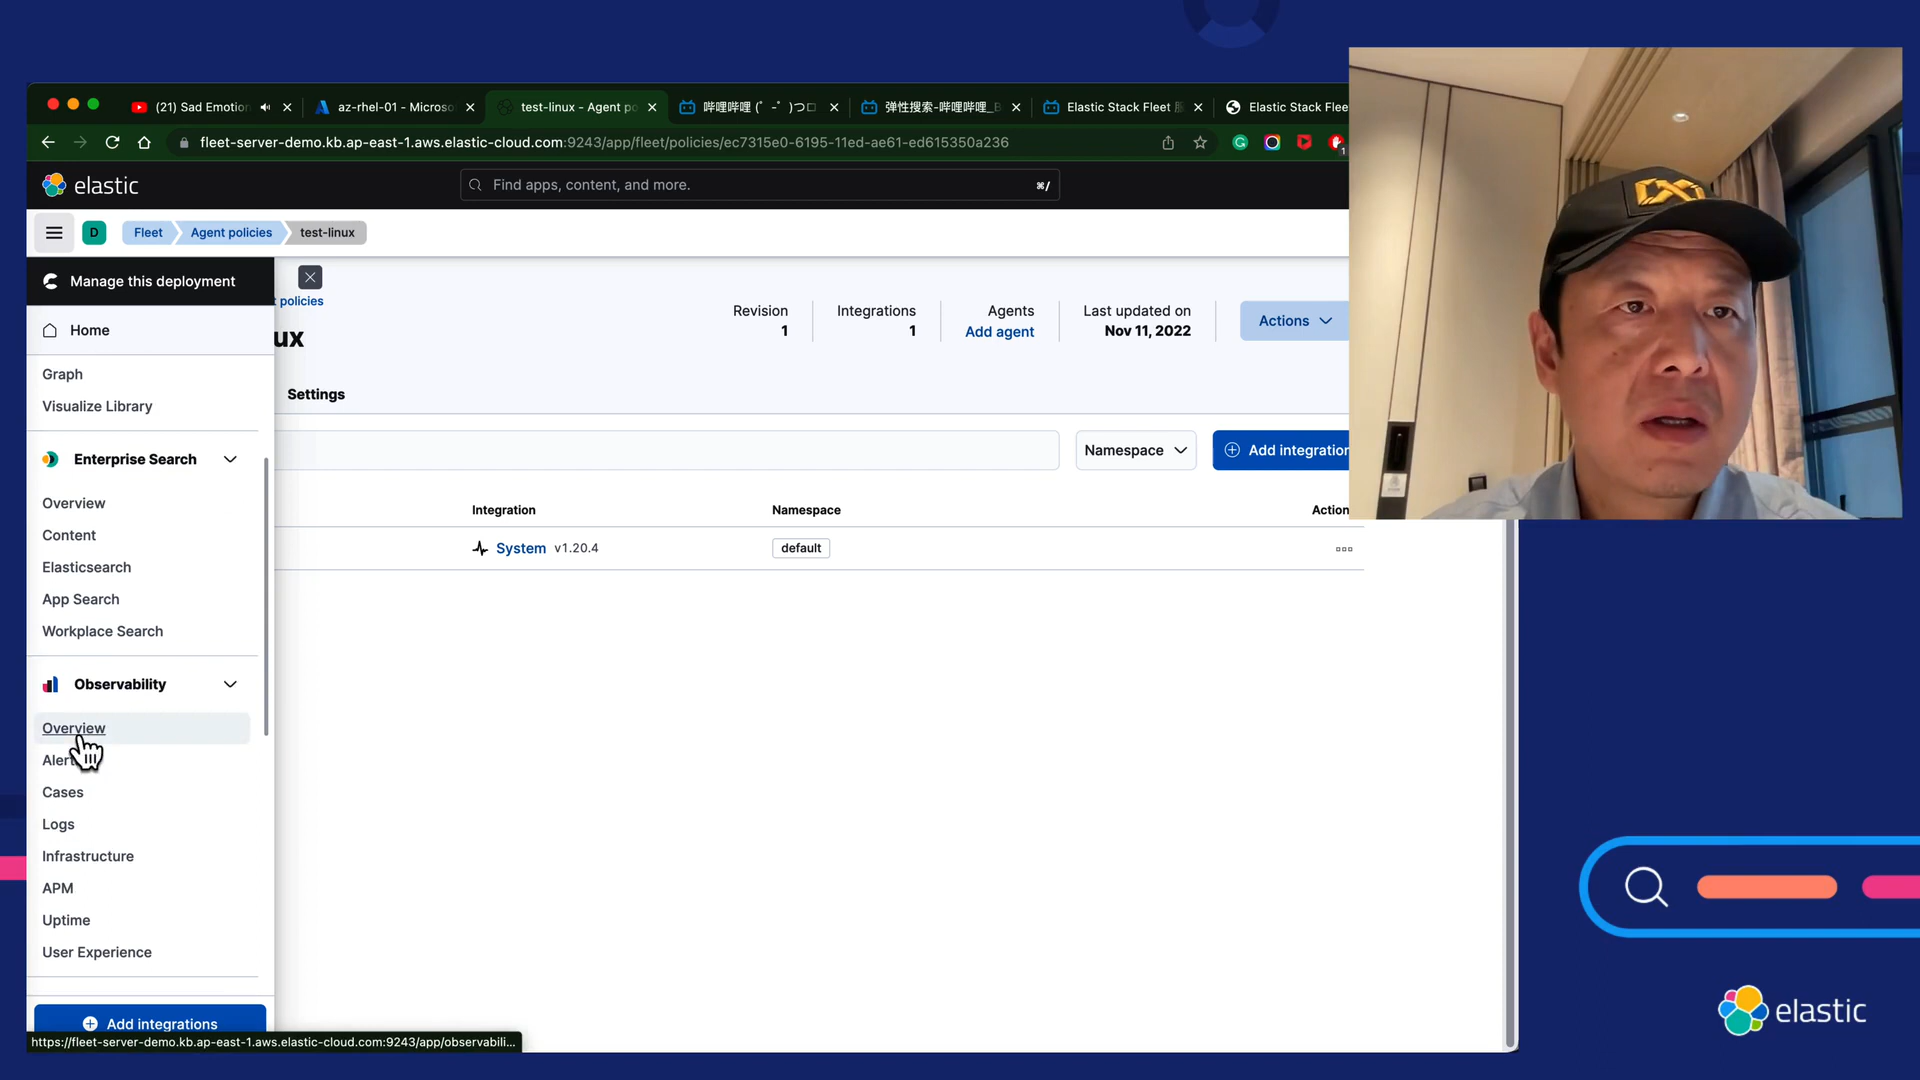 (21) Sad Emotion
az-rhel-01 - Microso
test-linux - Agent po
哔哩哔哩 (゜-゜)つロ
弹性搜索-哔哩哔哩_B
Elastic Stack Fleet
Elastic Stack Flee
fleet-server-demo.kb.ap-east-1.aws.elastic-cloud.com:9243/app/fleet/policies/ec7315e0-6195-11ed-ae61-ed615350a236
1
elastic
Find apps, content, and more.
⌘/
D
Fleet
Agent policies
test-linux
Manage this deployment
Home
Graph
Visualize Library
Enterprise Search
Overview
Content
Elasticsearch
App Search
Workplace Search
Observability
Overview
Alert
Cases
Logs
Infrastructure
APM
Uptime
User Experience
Add integrations
https://fleet-server-demo.kb.ap-east-1.aws.elastic-cloud.com:9243/app/observabili...
t policies
ux
Revision
1
Integrations
1
Agents
Add agent
Last updated on
Nov 11, 2022
Actions
Settings
Namespace
Add integration
Integration
Namespace
Action
System v1.20.4
default
elastic